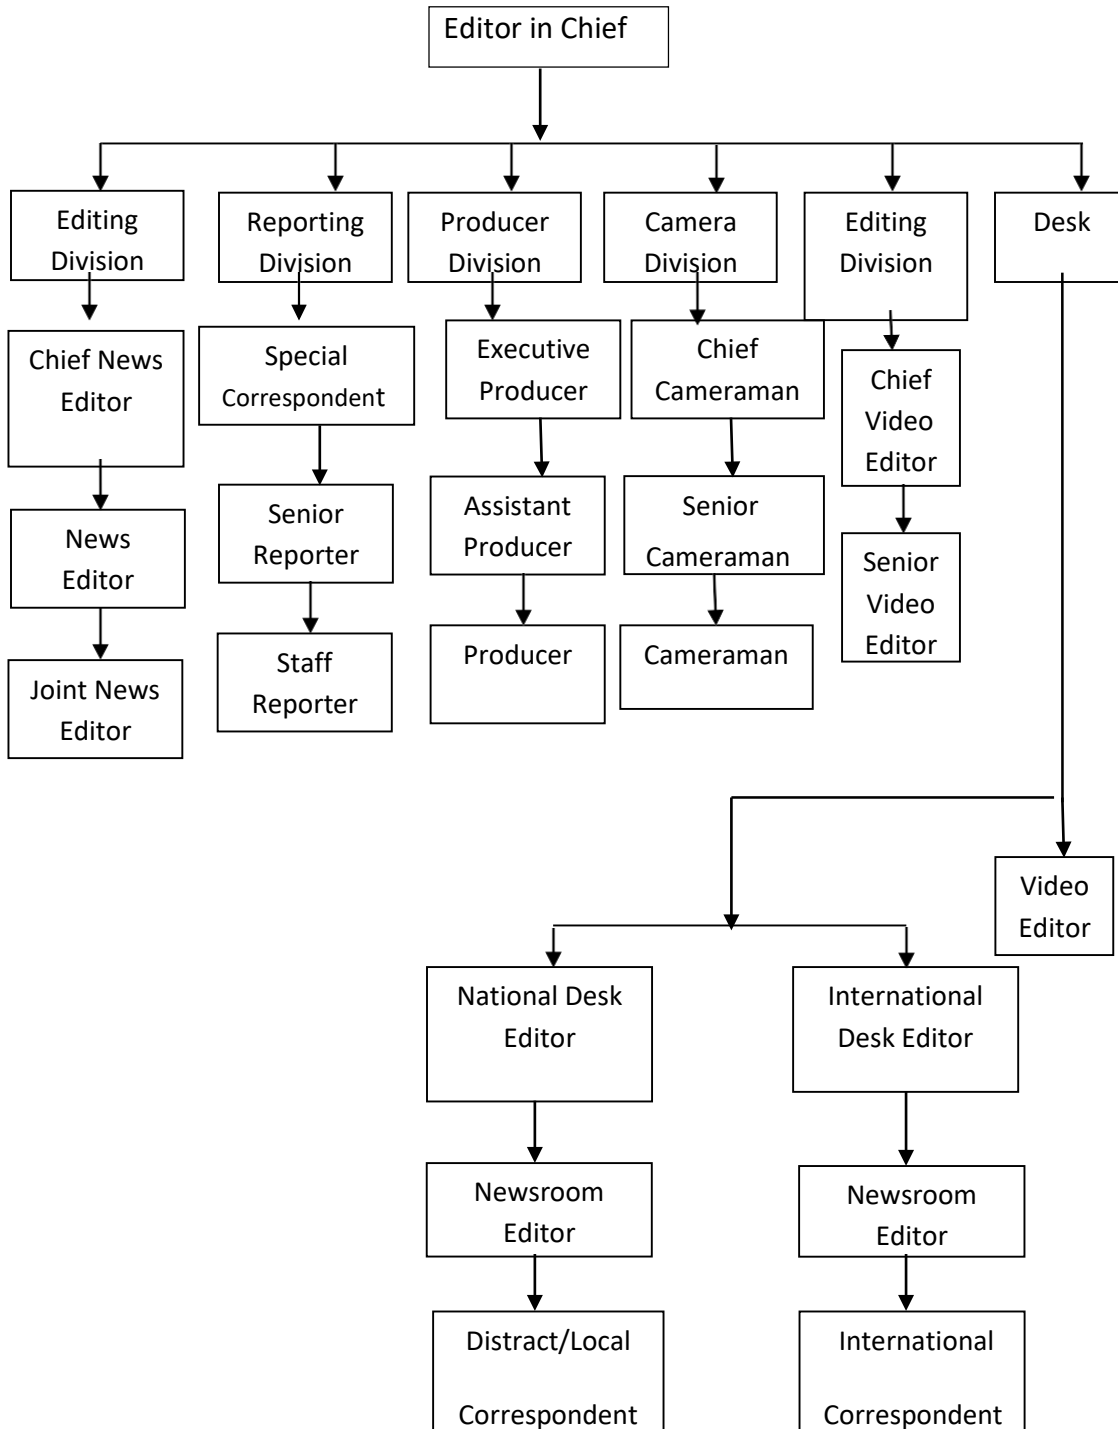 Editor in Chief
Editing
Division
Reporting
Division
Producer
Division
Camera
Division
Editing
Division
Desk
Chief News
Editor
Special
Correspondent
Executive
Producer
Chief
Cameraman
Chief
Video
Editor
News
Editor
Senior
Reporter
Assistant
Producer
Senior
Cameraman
Senior
Video
Editor
Joint News
Editor
Staff
Reporter
Producer
Cameraman
Video
Editor
National Desk
Editor
International
Desk Editor
Newsroom
Editor
Newsroom
Editor
Distract/Local
Correspondent
International
Correspondent